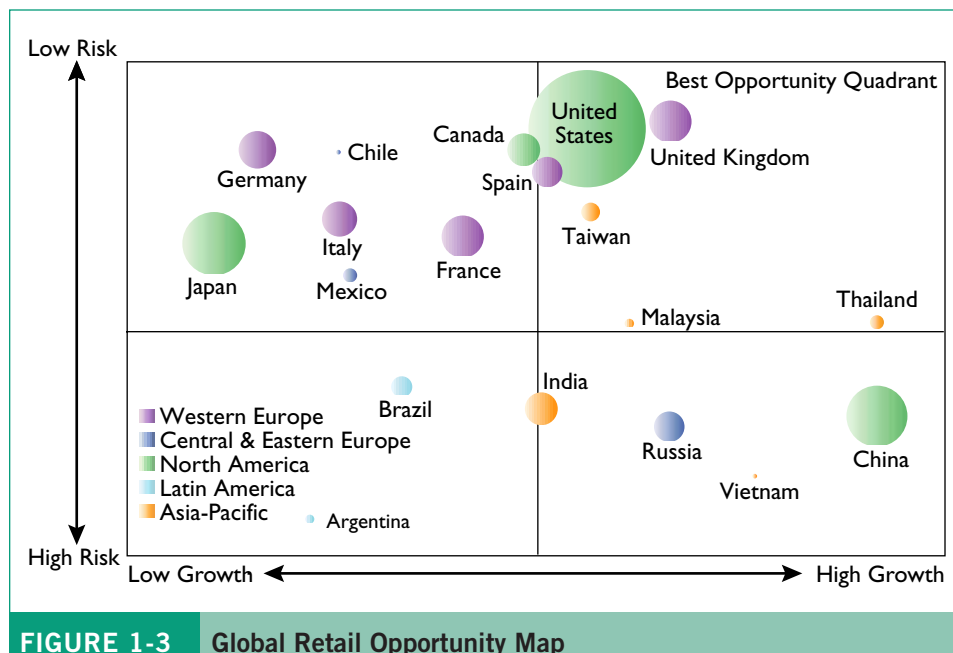 Low Risk
Best Opportunity Quadrant
United
States
Canada
United Kingdom
Chile
Germany
Spain
Taiwan
Italy
France
Japan
Mexico
Thailand
Malaysia
India
Brazil
Western Europe
Central & Eastern Europe
North America
Latin America
Asia-Pacific
Russia
China
Vietnam
Argentina
High Risk
Low Growth
High Growth
FIGURE 1-3 Global Retail Opportunity Map